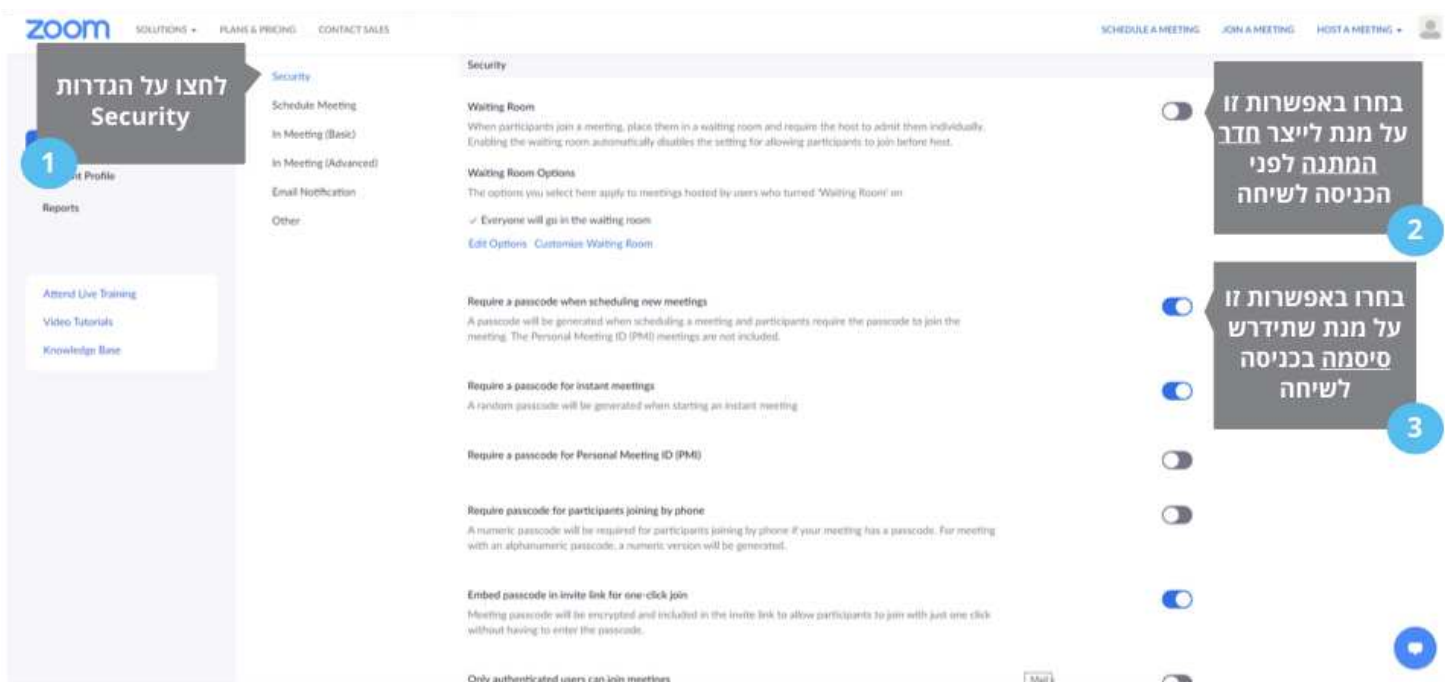 zoom SOLUTIONS PLANS & PRICING CONTACT SALES SCHEDULE A MEETING JOIN A MEETING HOST A MEETING
לחצו על הגדרות
Security
1
nt Profile
Reports
Attend Live Training
Video Tutorials
Knowledge Base
Security
Schedule Meeting
In Meeting (Basic)
In Meeting (Advanced)
Email Notification
Other
Security
Waiting Room
When participants join a meeting, place them in a waiting room and require the host to admit them individually.
Enabling the waiting room automatically disables the setting for allowing participants to join before host.
Waiting Room Options
The options you select here apply to meetings hosted by users who turned 'Waiting Room' on
✓ Everyone will go in the waiting room
Edit Options Customize Waiting Room
בחרו באפשרות זו
על מנת לייצר חדר
המתנה לפני
הכניסה לשיחה
2
Require a passcode when scheduling new meetings
A passcode will be generated when scheduling a meeting and participants require the passcode to join the
meeting. The Personal Meeting ID (PMI) meetings are not included.
Require a passcode for instant meetings
A random passcode will be generated when starting an instant meeting
בחרו באפשרות זו
על מנת שתידרש
סיסמה בכניסה
לשיחה
3
Require a passcode for Personal Meeting ID (PMI)
Require passcode for participants joining by phone
A numeric passcode will be required for participants joining by phone if your meeting has a passcode. For meeting
with an alphanumeric passcode, a numeric version will be generated.
Embed passcode in invite link for one-click join
Meeting passcode will be encrypted and included in the invite link to allow participants to join with just one click
without having to enter the passcode.
Only authenticated users can join meetings